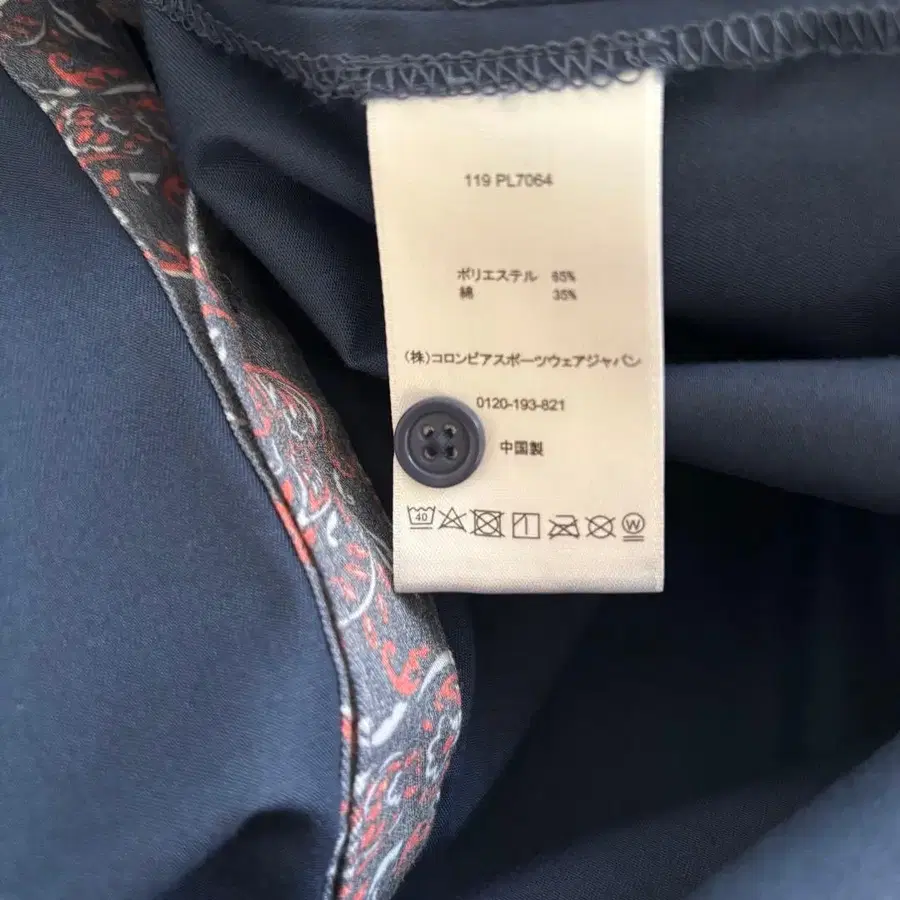 119 PL7064
ポリエステル 65%
綿 35%
(株)コロンビアスポーツウェアジャパン
0120-193-821
中国製
40
W